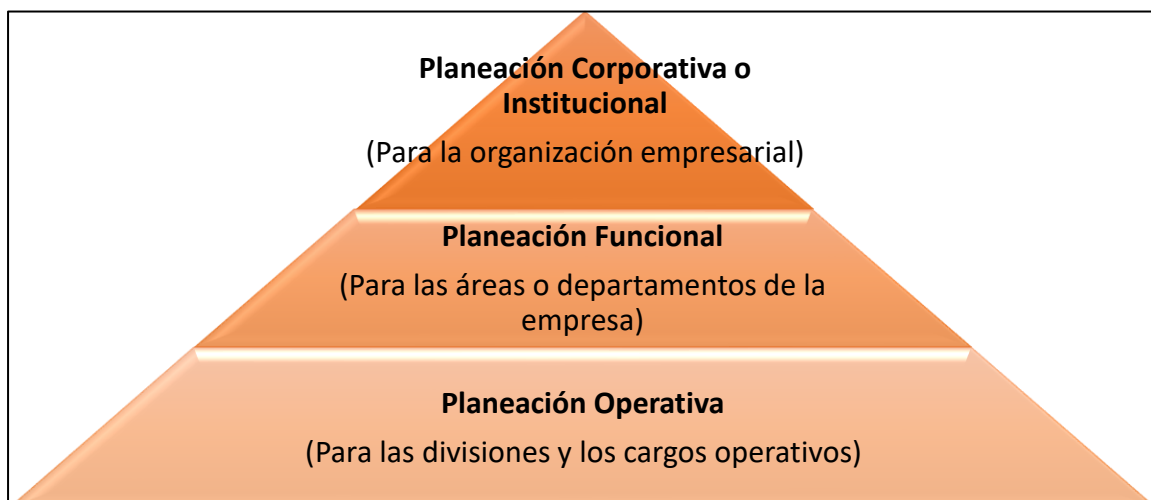 Planeación Corporativa o
Institucional
(Para la organización empresarial)
Planeación Funcional
(Para las áreas o departamentos de la
empresa)
Planeación Operativa
(Para las divisiones y los cargos operativos)